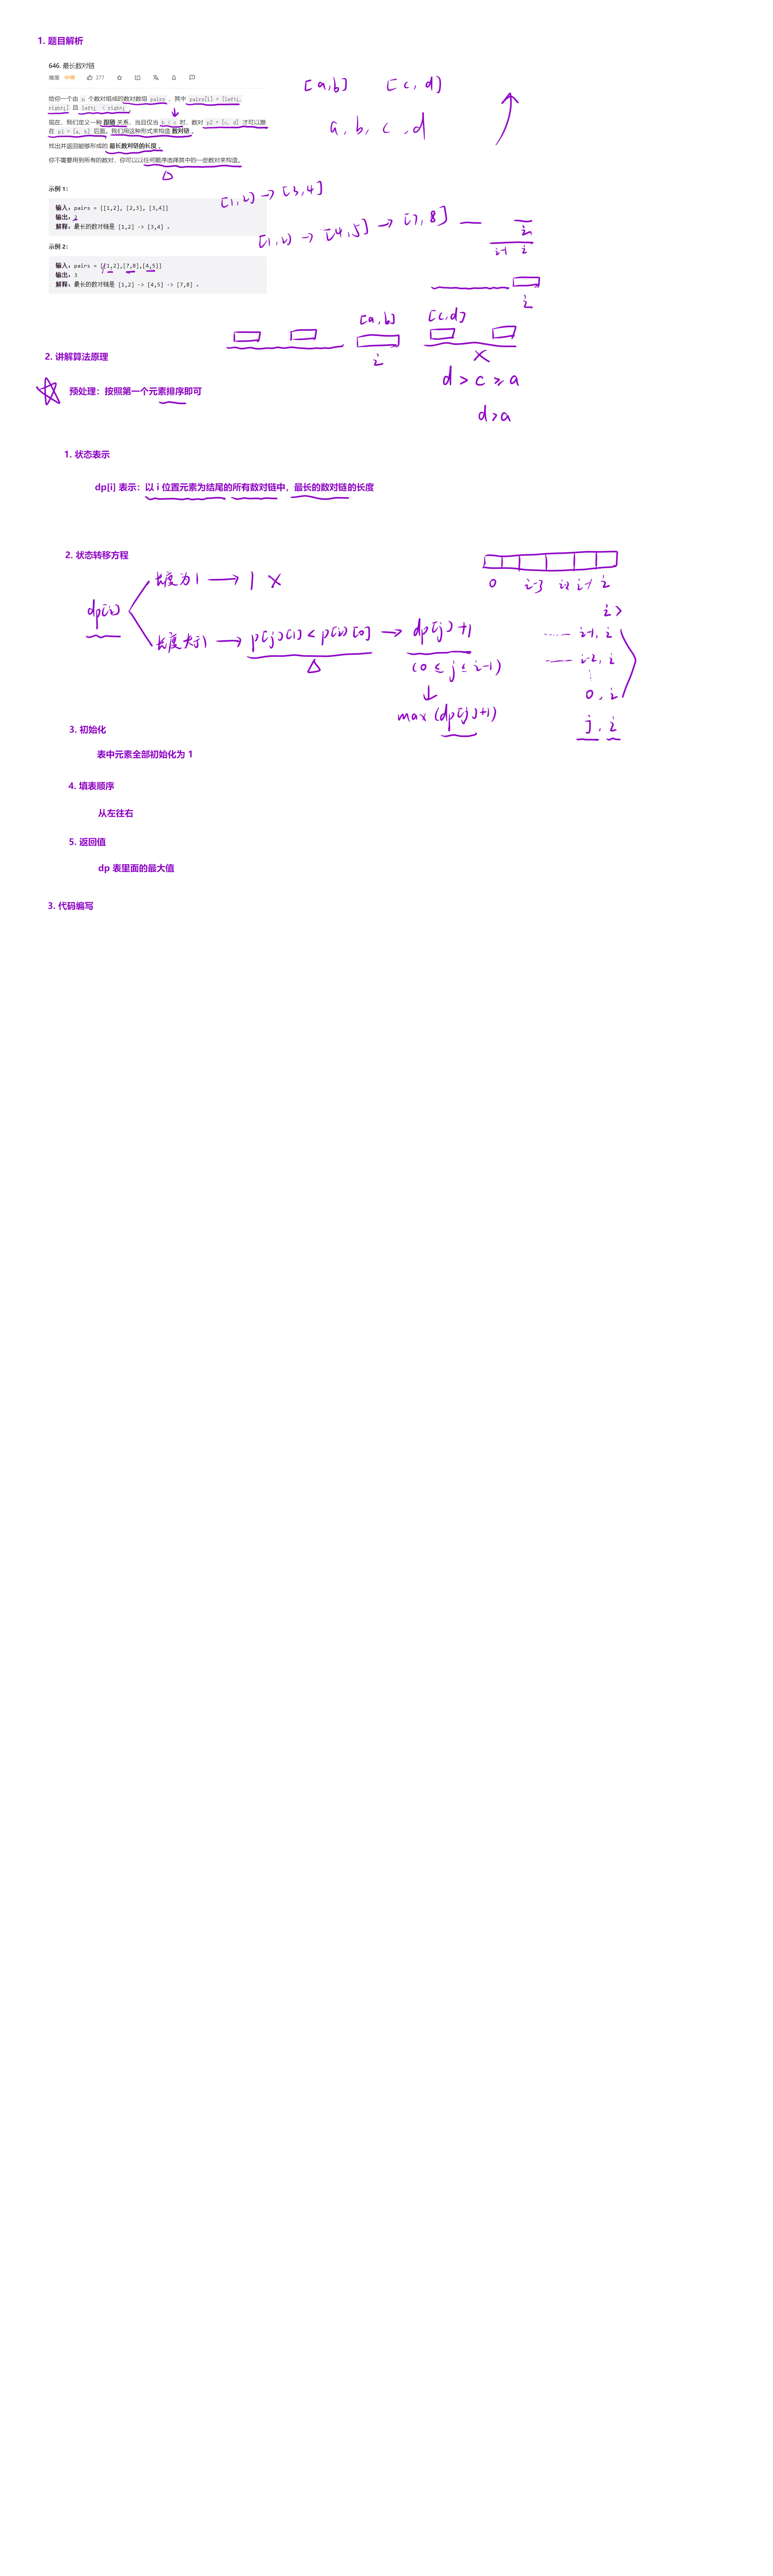 1. 题目解析
646. 最长数对链
难度 中等 277
给你一个由 n 个数对组成的数对数组 pairs ，其中 pairs[i] = [lefti,
righti] 且 lefti < righti 。
现在，我们定义一种 跟随 关系，当且仅当 b < c 时，数对 p2 = [c, d] 才可以跟
在 p1 = [a, b] 后面。我们用这种形式来构造 数对链 。
找出并返回能够形成的 最长数对链的长度 。
你不需要用到所有的数对，你可以以任何顺序选择其中的一些数对来构造。
[a,b] [c,d]
a, b, c, d
示例 1：
输入：pairs = [[1,2], [2,3], [3,4]]
输出：2
解释：最长的数对链是 [1,2] -> [3,4] 。
[1,2] → [3,4]
示例 2：
输入：pairs = [[1,2],[7,8],[4,5]]
输出：3
解释：最长的数对链是 [1,2] -> [4,5] -> [7,8] 。
[1,2] → [4,5] → [7,8]
i-1 i
i
[a,b] [c,d]
i
d > c ≥ a
d > a
2. 讲解算法原理
预处理：按照第一个元素排序即可
1. 状态表示
dp[i] 表示：以 i 位置元素为结尾的所有数对链中，最长的数对链的长度
2. 状态转移方程
dp[i]
长度为1 → 1
长度大于1 → p[j][1] < p[i][0] → dp[j]+1
(0 ≤ j ≤ i-1)
↓
max(dp[j]+1)
0 i-3 i-2 i-1 i
i
...... i-1, i
...... i-2, i
0, i
j, i
3. 初始化
表中元素全部初始化为 1
4. 填表顺序
从左往右
5. 返回值
dp 表里面的最大值
3. 代码编写